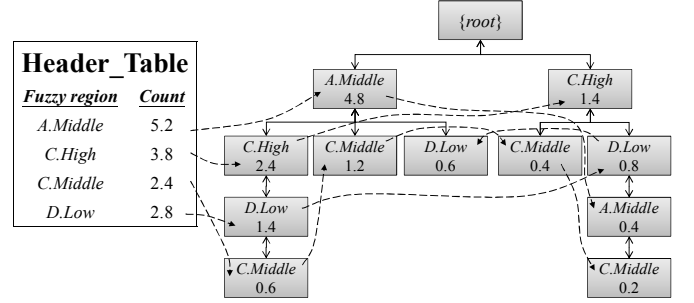 {root}
Header_Table
Fuzzy region Count
A.Middle 5.2
C.High 3.8
C.Middle 2.4
D.Low 2.8
A.Middle
4.8
C.High
1.4
C.High
2.4
C.Middle
1.2
D.Low
0.6
C.Middle
0.4
D.Low
0.8
D.Low
1.4
A.Middle
0.4
C.Middle
0.6
C.Middle
0.2